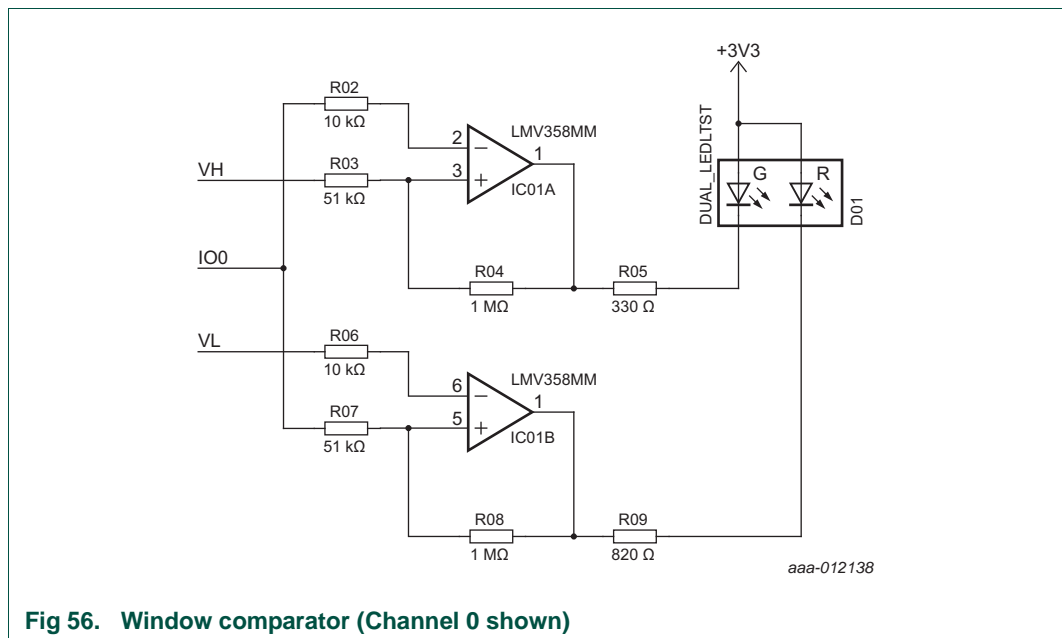 +3V3
R02
10 kΩ
LMV358MM
2
−
1
3
+
IC01A
VH
R03
51 kΩ
DUAL_LEDLTST
G
R
D01
IO0
R04
1 MΩ
R05
330 Ω
VL
R06
10 kΩ
LMV358MM
6
−
1
5
+
IC01B
R07
51 kΩ
R08
1 MΩ
R09
820 Ω
aaa-012138
Fig 56. Window comparator (Channel 0 shown)